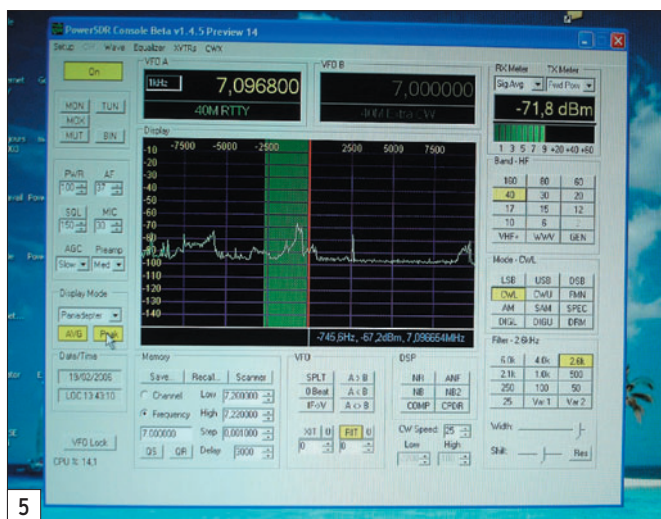 PowerSDR Console Beta v1.4.5 Preview 14
Setup Wave Equalizer XVTRs CWX
On
MON TUN
MOX
MUT BIN
PWR AF
100 37
SQL MIC
150 30
AGC Preamp
Slow Med
Display Mode
Panadapter
AVG Peak
Date/Time
19/02/2006
LOC 13:43:10
VFO Lock
CPU %: 14,1
VFO A
1kHz 7,096800
40M RTTY
VFO B
7,000000
40M Extra CW
RX Meter TX Meter
Sig Avg Fwd Pow
-71,8 dBm
1 3 5 7 9 +20 +40 +60
Display
-7500 -5000 -2500 2500 5000 7500
-10
-20
-30
-40
-50
-60
-70
-80
-90
-100
-110
-120
-130
-140
-745,6Hz, -67,2dBm, 7,096654MHz
Band - HF
160 80 60
40 30 20
17 15 12
10 6 2
VHF+ WWV GEN
Mode - CWL
LSB USB DSB
CWL CWU FMN
AM SAM SPEC
DIGL DIGU DRM
Filter - 2.6kHz
6.0k 4.0k 2.6k
2.1k 1.0k 500
250 100 50
25 Var 1 Var 2
Width:
Shift: Res
Memory
Save... Recall... Scanner
Channel Low 7,200000
Frequency High 7,220000
7.000000 Step 0,001000
QS QR Delay 3000
VFO
SPLT A > B
0 Beat A < B
IF->V A <> B
XIT 0 RIT 0
0 0
DSP
NR ANF
NB NB2
COMP CPDR
CW Speed: 25
Low High
5